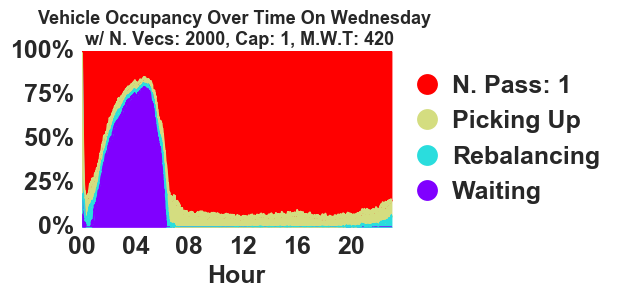 Vehicle Occupancy Over Time On Wednesday
w/ N. Vecs: 2000, Cap: 1, M.W.T: 420
100%
75%
50%
25%
0%
00 04 08 12 16 20
Hour
N. Pass: 1
Picking Up
Rebalancing
Waiting